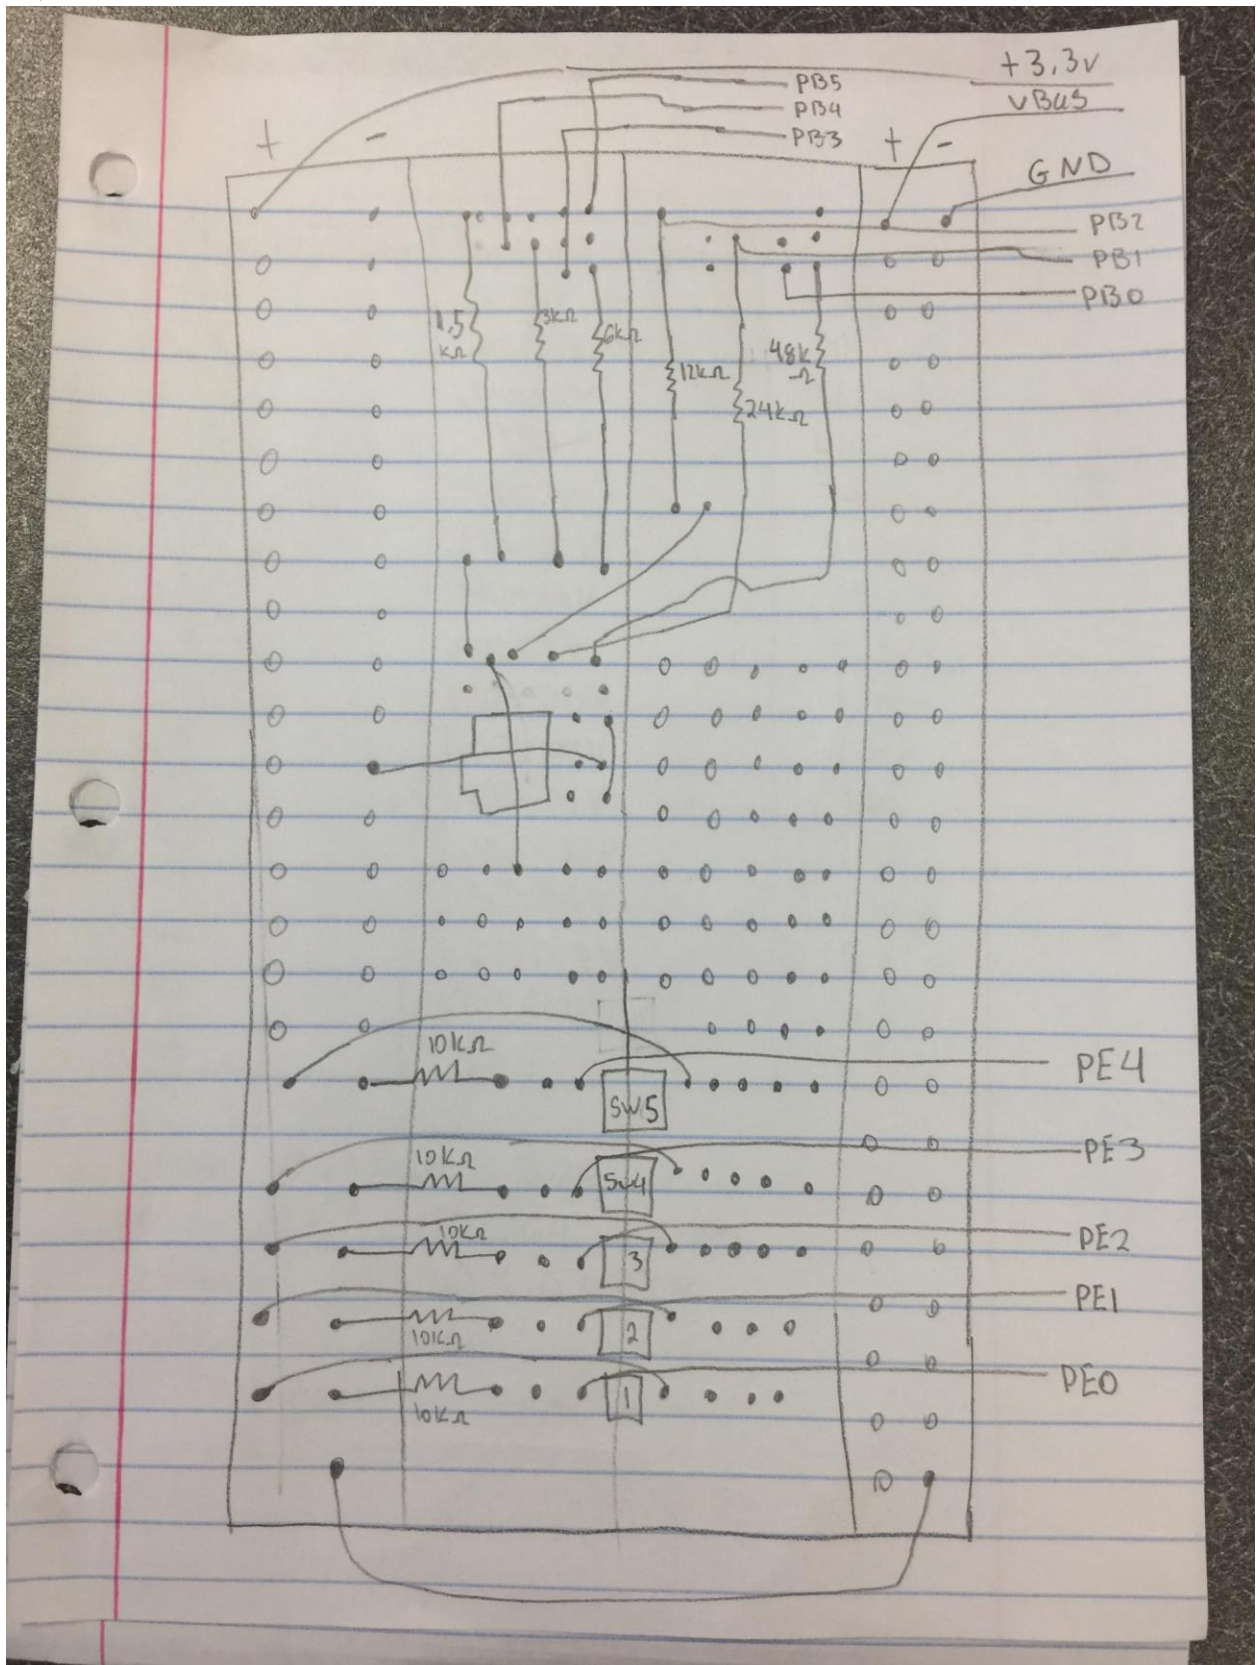 +3,3v
PB5
vBus
PB4
PB3
+ -
+ -
GND
PB2
PB1
PB0
1,5
kΩ
3kΩ
6kΩ
12kΩ
48k
Ω
24kΩ
10KΩ
PE4
SW5
10KΩ
PE3
SW4
10KΩ
PE2
3
PE1
10KΩ
2
PE0
10KΩ
1